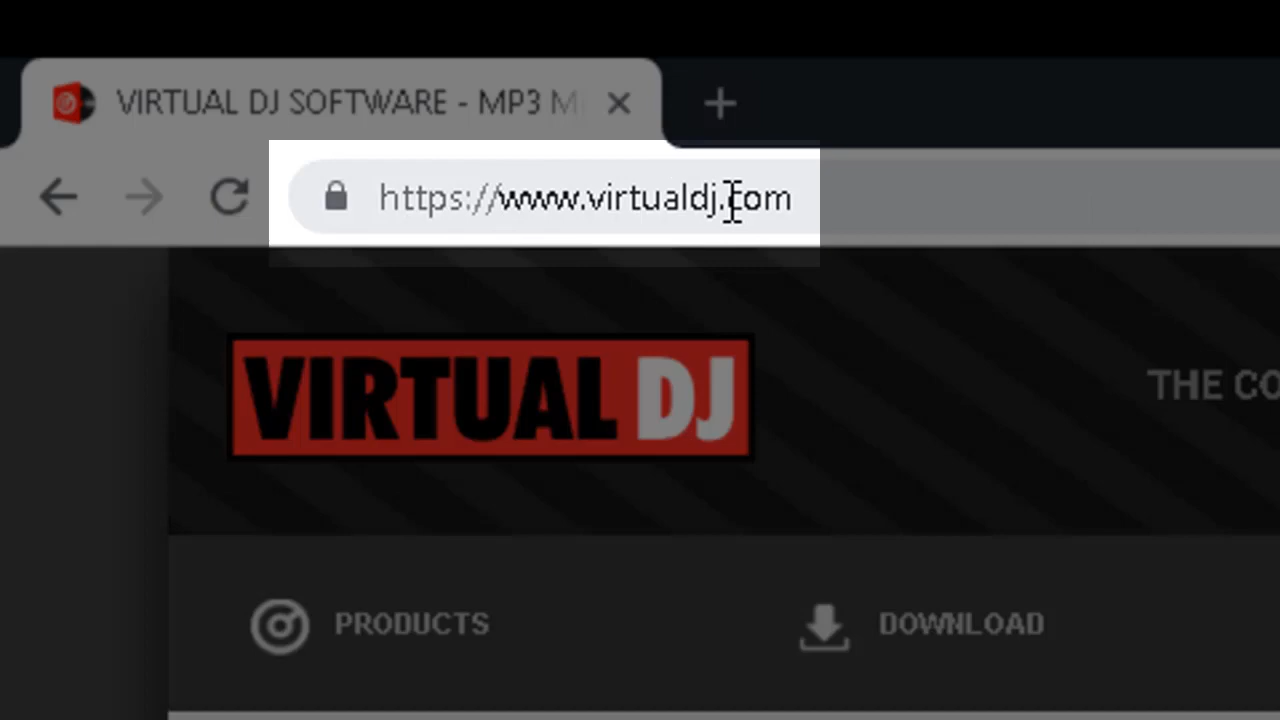 VIRTUAL DJ SOFTWARE - MP3 M
https://www.virtualdj.com
VIRTUAL DJ
THE CO
PRODUCTS
DOWNLOAD